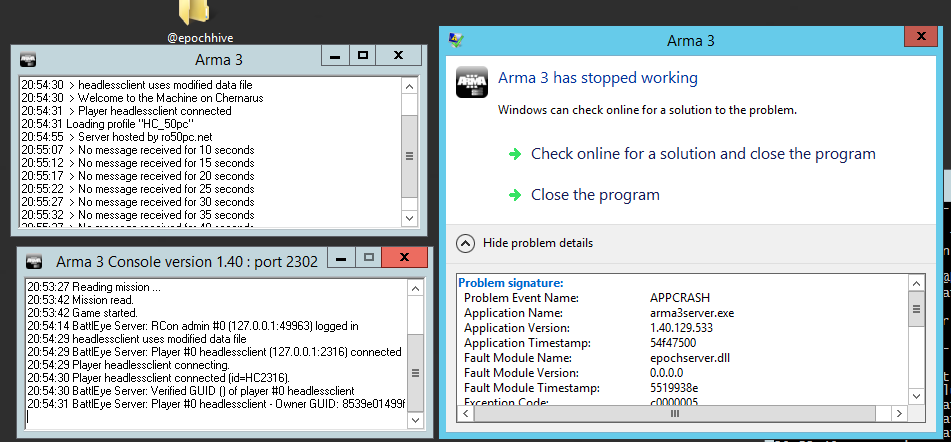 @epochhive
Arma 3
20:54:30 > headlessclient uses modified data file
20:54:30 > Welcome to the Machine on Chernarus
20:54:31 > Player headlessclient connected
20:54:31 Loading profile "HC_50pc"
20:54:55 > Server hosted by ro50pc.net
20:55:07 > No message received for 10 seconds
20:55:12 > No message received for 15 seconds
20:55:17 > No message received for 20 seconds
20:55:22 > No message received for 25 seconds
20:55:27 > No message received for 30 seconds
20:55:32 > No message received for 35 seconds
20:55:37 > No message received for 40 seconds
Arma 3 Console version 1.40 : port 2302
20:53:27 Reading mission ...
20:53:42 Mission read.
20:53:42 Game started.
20:54:14 BattlEye Server: RCon admin #0 (127.0.0.1:49963) logged in
20:54:29 headlessclient uses modified data file
20:54:29 BattlEye Server: Player #0 headlessclient (127.0.0.1:2316) connected
20:54:29 Player headlessclient connecting.
20:54:30 Player headlessclient connected (id=HC2316).
20:54:30 BattlEye Server: Verified GUID () of player #0 headlessclient
20:54:31 BattlEye Server: Player #0 headlessclient - Owner GUID: 8539e01499f
Arma 3
ARMA
Arma 3 has stopped working
Windows can check online for a solution to the problem.
Check online for a solution and close the program
Close the program
Hide problem details
Problem signature:
Problem Event Name: APPCRASH
Application Name: arma3server.exe
Application Version: 1.40.129.533
Application Timestamp: 54f47500
Fault Module Name: epochserver.dll
Fault Module Version: 0.0.0.0
Fault Module Timestamp: 5519938e
Exception Code: c0000005